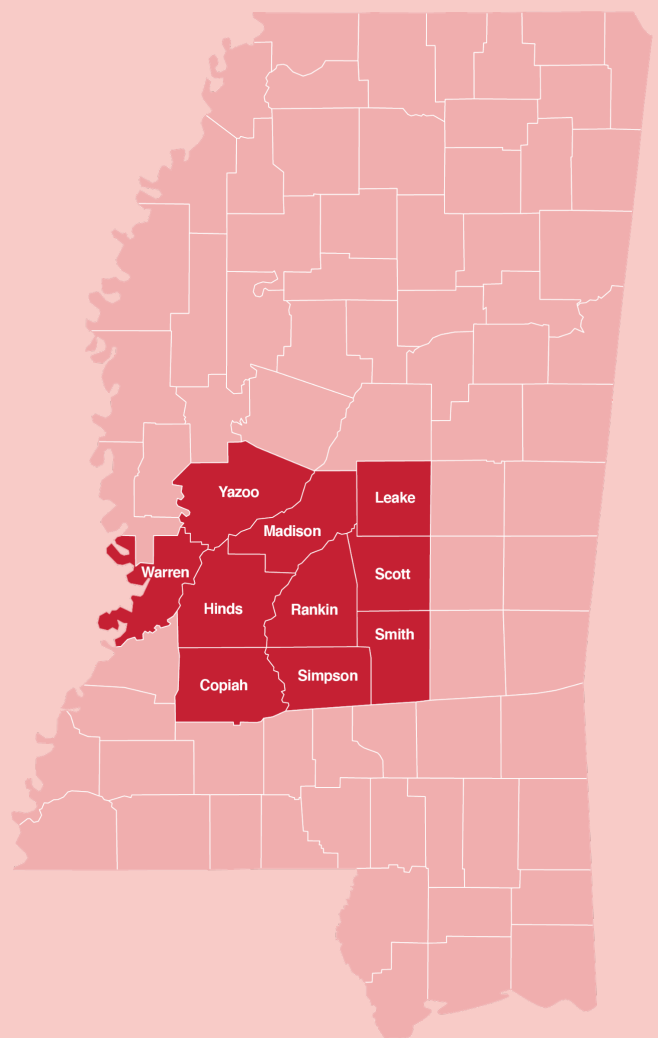 Yazoo
Leake
Madison
Warren
Scott
Hinds
Rankin
Smith
Simpson
Copiah